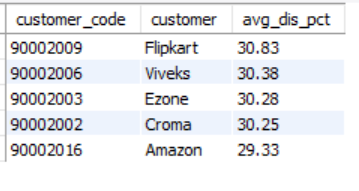 customer_code customer avg_dis_pct
90002009 Flipkart 30.83
90002006 Viveks 30.38
90002003 Ezone 30.28
90002002 Croma 30.25
90002016 Amazon 29.33